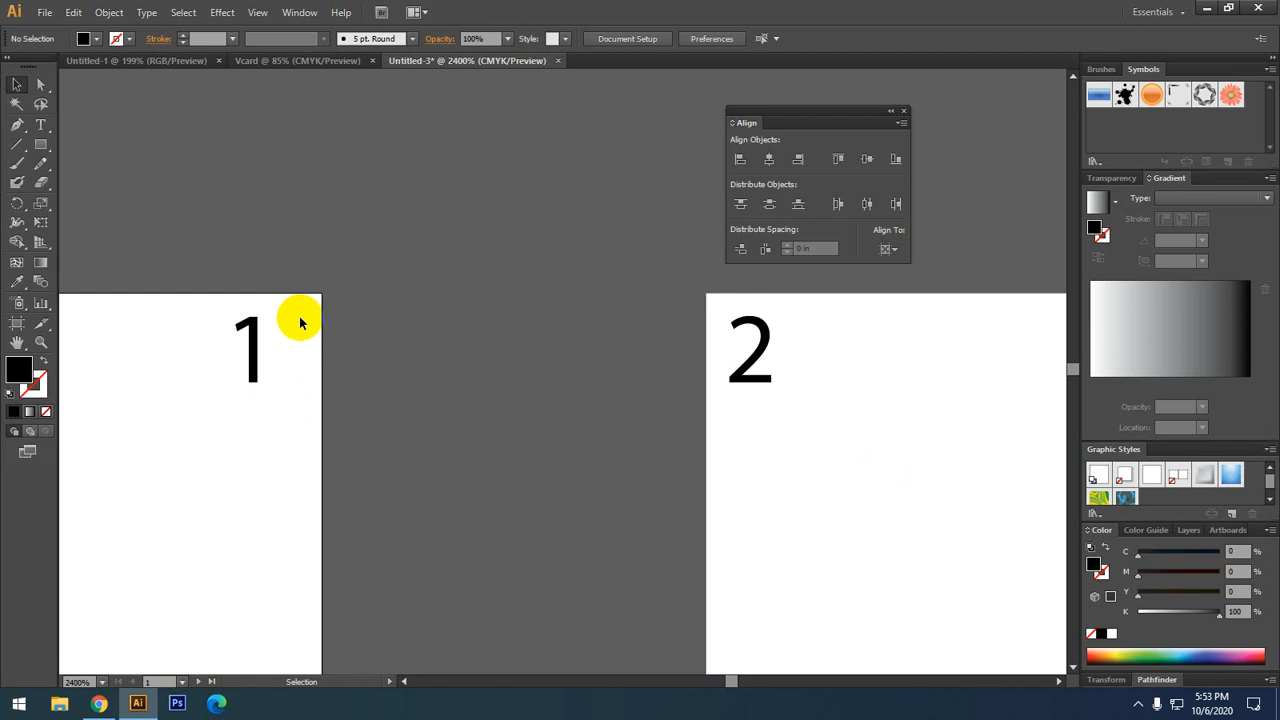 Ai File Edit Object Type Select Effect View Window Help Br Essentials
No Selection Stroke: 5 pt. Round Opacity: 100% Style: Document Setup Preferences
Untitled-1 @ 199% (RGB/Preview) × Vcard @ 85% (CMYK/Preview) × Untitled-3* @ 2400% (CMYK/Preview) ×
Brushes Symbols
Align
Align Objects:
Distribute Objects:
Distribute Spacing: Align To:
0 in
Transparency Gradient
Type:
Stroke:
Opacity:
Location:
1 2
Graphic Styles
Color Color Guide Layers Artboards
C 0 %
M 0 %
Y 0 %
K 100 %
Transform Pathfinder
2400% 1 Selection
Ai Ps
5:53 PM
10/6/2020